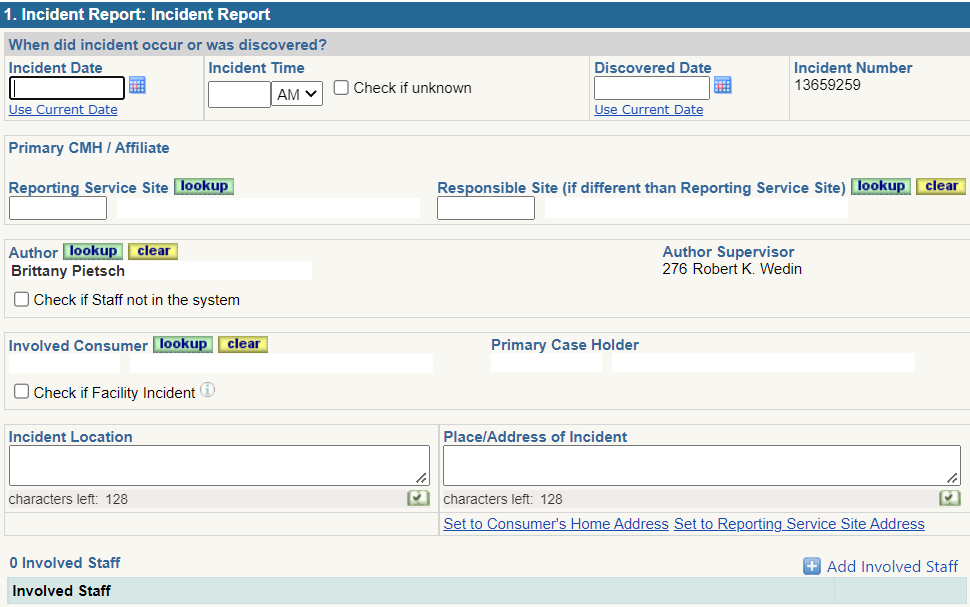 1. Incident Report: Incident Report
When did incident occur or was discovered?
Incident Date Incident Time Discovered Date Incident Number
AM Check if unknown 13659259
Use Current Date Use Current Date
Primary CMH / Affiliate
Reporting Service Site lookup Responsible Site (if different than Reporting Service Site) lookup clear
Author lookup clear Author Supervisor
Brittany Pietsch 276 Robert K. Wedin
Check if Staff not in the system
Involved Consumer lookup clear Primary Case Holder
Check if Facility Incident
Incident Location Place/Address of Incident
characters left: 128 characters left: 128
Set to Consumer's Home Address Set to Reporting Service Site Address
0 Involved Staff Add Involved Staff
Involved Staff